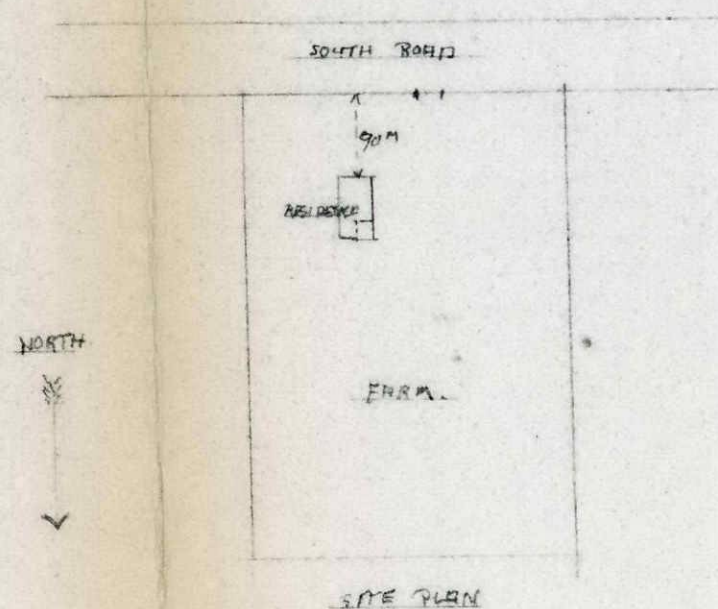 SOUTH ROAD
90M
RESIDENCE
NORTH
FARM.
SITE PLAN